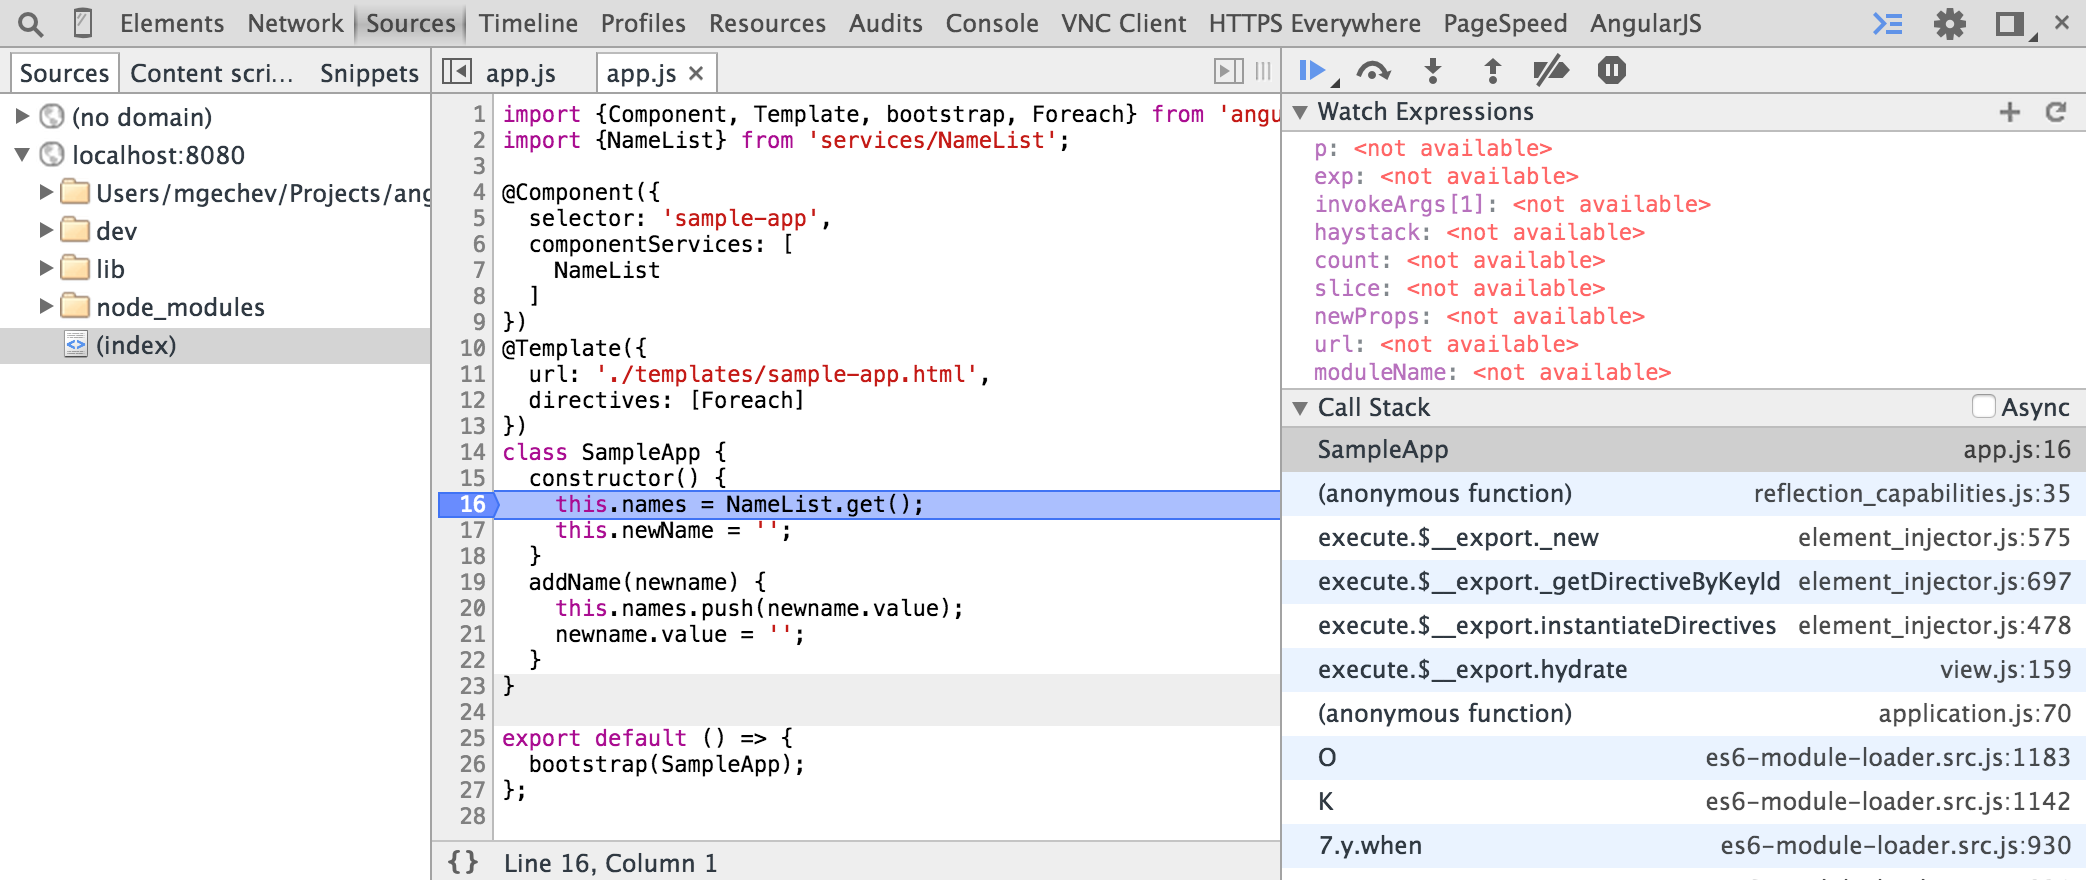 Elements Network Sources Timeline Profiles Resources Audits Console VNC Client HTTPS Everywhere PageSpeed AngularJS
Sources Content scri... Snippets
(no domain)
localhost:8080
Users/mgechev/Projects/ang
dev
lib
node_modules
(index)
app.js app.js ×
1 import {Component, Template, bootstrap, Foreach} from 'angu
2 import {NameList} from 'services/NameList';
3
4 @Component({
5 selector: 'sample-app',
6 componentServices: [
7 NameList
8 ]
9 })
10 @Template({
11 url: './templates/sample-app.html',
12 directives: [Foreach]
13 })
14 class SampleApp {
15 constructor() {
16 this.names = NameList.get();
17 this.newName = '';
18 }
19 addName(newname) {
20 this.names.push(newname.value);
21 newname.value = '';
22 }
23 }
24
25 export default () => {
26 bootstrap(SampleApp);
27 };
28
{} Line 16, Column 1
Watch Expressions
p: <not available>
exp: <not available>
invokeArgs[1]: <not available>
haystack: <not available>
count: <not available>
slice: <not available>
newProps: <not available>
url: <not available>
moduleName: <not available>
Call Stack Async
SampleApp app.js:16
(anonymous function) reflection_capabilities.js:35
execute.$__export._new element_injector.js:575
execute.$__export._getDirectiveByKeyId element_injector.js:697
execute.$__export.instantiateDirectives element_injector.js:478
execute.$__export.hydrate view.js:159
(anonymous function) application.js:70
O es6-module-loader.src.js:1183
K es6-module-loader.src.js:1142
7.y.when es6-module-loader.src.js:930